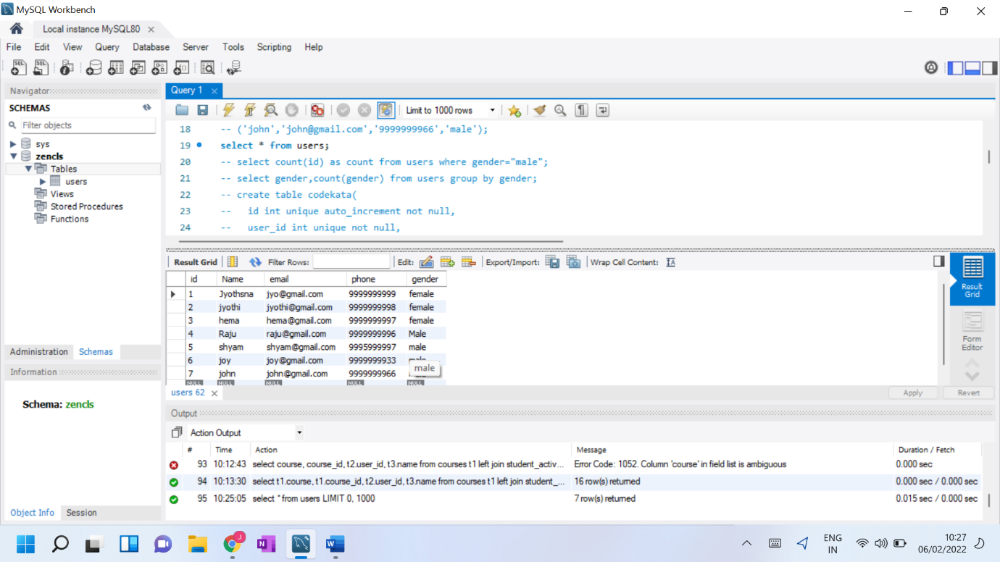 MySQL Workbench
Local instance MySQL80
File Edit View Query Database Server Tools Scripting Help
Navigator
SCHEMAS
Filter objects
sys
zencls
Tables
users
Views
Stored Procedures
Functions
Administration Schemas
Information
Schema: zencls
Object Info Session
Query 1
Limit to 1000 rows
18 -- ('john','john@gmail.com','9999999966','male');
19 select * from users;
20 -- select count(id) as count from users where gender="male";
21 -- select gender,count(gender) from users group by gender;
22 -- create table codekata(
23 -- id int unique auto_increment not null,
24 -- user_id int unique not null,
Result Grid Filter Rows: Edit: Export/Import: Wrap Cell Content:
id Name email phone gender
1 Jyothsna jyo@gmail.com 9999999999 female
2 jyothi jyothi@gmail.com 9999999998 female
3 hema hema@gmail.com 9999999997 female
4 Raju raju@gmail.com 9999999996 Male
5 shyam shyam@gmail.com 9995999997 male
6 joy joy@gmail.com 9999999933
male
7 john john@gmail.com 9999999966
NULL NULL NULL NULL NULL
Result
Grid
Form
Editor
users 62
Apply Revert
Output
Action Output
# Time Action Message Duration / Fetch
93 10:12:43 select course, course_id, t2.user_id, t3.name from courses t1 left join student_activ... Error Code: 1052. Column 'course' in field list is ambiguous 0.000 sec
94 10:13:30 select t1.course, t1.course_id, t2.user_id, t3.name from courses t1 left join student_... 16 row(s) returned 0.000 sec / 0.000 sec
95 10:25:05 select * from users LIMIT 0, 1000 7 row(s) returned 0.015 sec / 0.000 sec
ENG
IN
10:27
06/02/2022